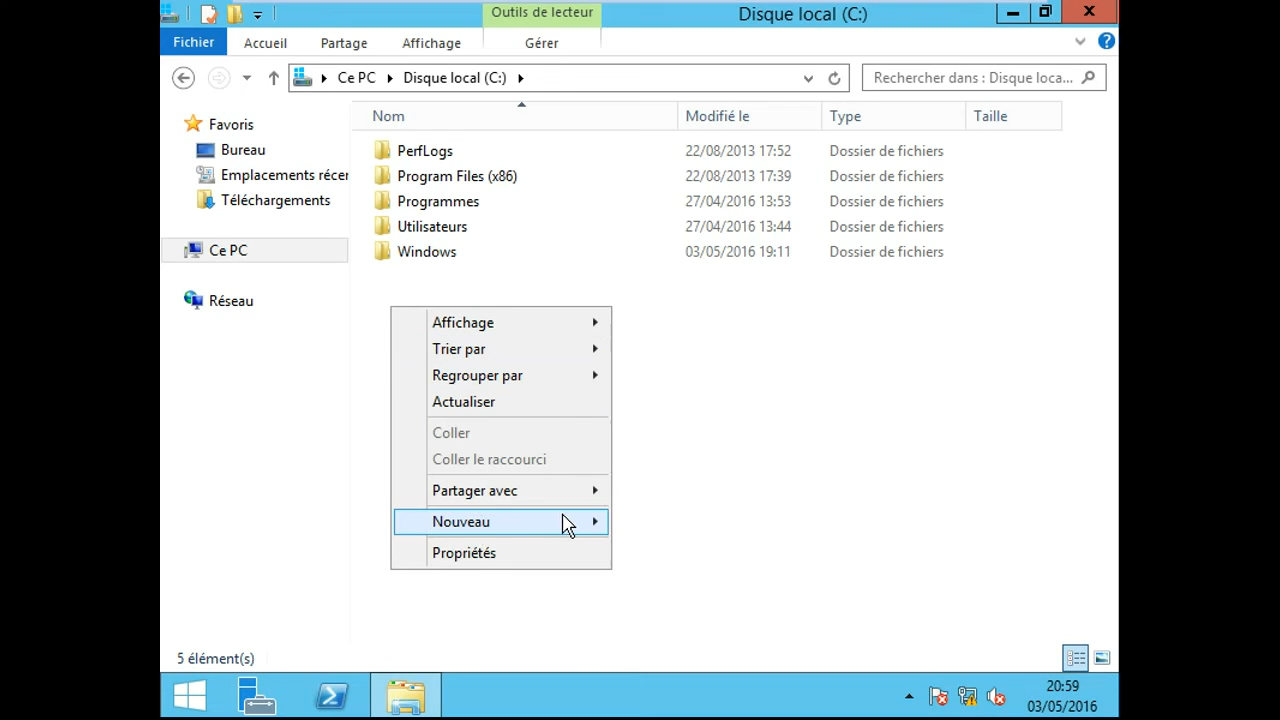 Outils de lecteur
Disque local (C:)
Fichier
Accueil
Partage
Affichage
Gérer
Ce PC
Disque local (C:)
Rechercher dans : Disque loca...
Favoris
Bureau
Emplacements récer
Téléchargements
Ce PC
Réseau
Nom
Modifié le
Type
Taille
PerfLogs 22/08/2013 17:52 Dossier de fichiers
Program Files (x86) 22/08/2013 17:39 Dossier de fichiers
Programmes 27/04/2016 13:53 Dossier de fichiers
Utilisateurs 27/04/2016 13:44 Dossier de fichiers
Windows 03/05/2016 19:11 Dossier de fichiers
Affichage
Trier par
Regrouper par
Actualiser
Coller
Coller le raccourci
Partager avec
Nouveau
Propriétés
5 élément(s)
20:59
03/05/2016